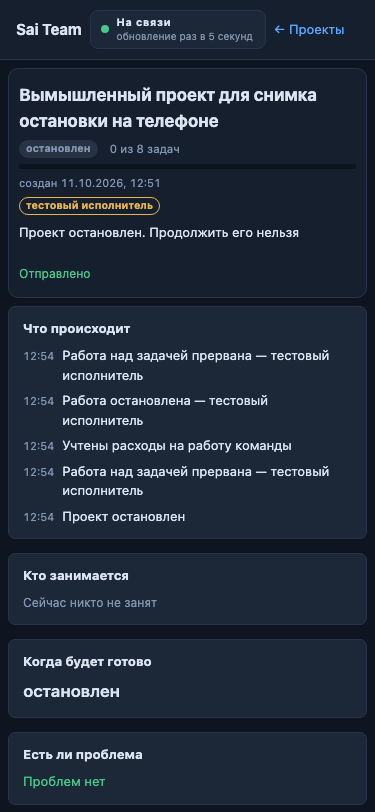 Sai Team
На связи
обновление раз в 5 секунд
← Проекты
Вымышленный проект для снимка
остановки на телефоне
остановлен 0 из 8 задач
создан 11.10.2026, 12:51
тестовый исполнитель
Проект остановлен. Продолжить его нельзя
Отправлено
Что происходит
12:54 Работа над задачей прервана — тестовый
исполнитель
12:54 Работа остановлена — тестовый
исполнитель
12:54 Учтены расходы на работу команды
12:54 Работа над задачей прервана — тестовый
исполнитель
12:54 Проект остановлен
Кто занимается
Сейчас никто не занят
Когда будет готово
остановлен
Есть ли проблема
Проблем нет